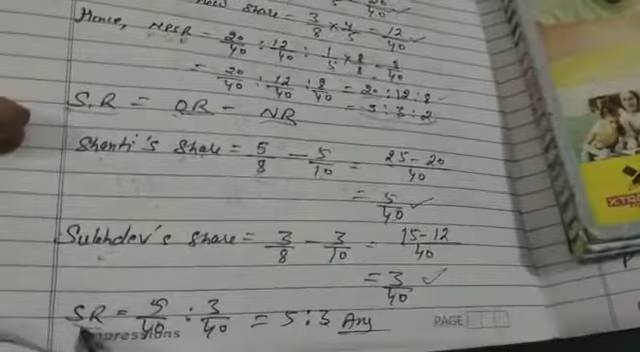 share = 3/8 × 4/5 = 12/40 ✓
Hence, NPSR = 20/40 : 12/40 : 1/5 × 8/8 = 8/40
= 20/40 : 12/40 : 8/40 = 20:12:8
= 5:3:2
S.R = OR – NR
Shanti's Share = 5/8 – 5/10 = 25-20/40
= 5/40 ✓
Sukhdev's Share = 3/8 – 3/10 = 15-12/40
= 3/40 ✓
SR = 5/40 : 3/40 = 5:3 Ans
PAGE